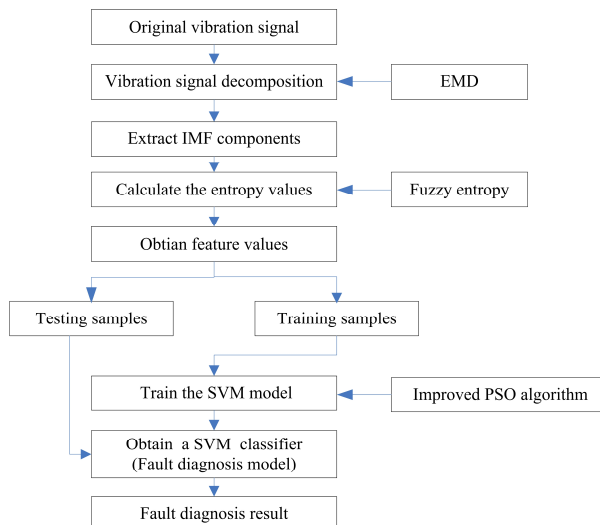 Original vibration signal
Vibration signal decomposition
EMD
Extract IMF components
Calculate the entropy values
Fuzzy entropy
Obtian feature values
Testing samples
Training samples
Train the SVM model
Improved PSO algorithm
Obtain a SVM classifier
(Fault diagnosis model)
Fault diagnosis result